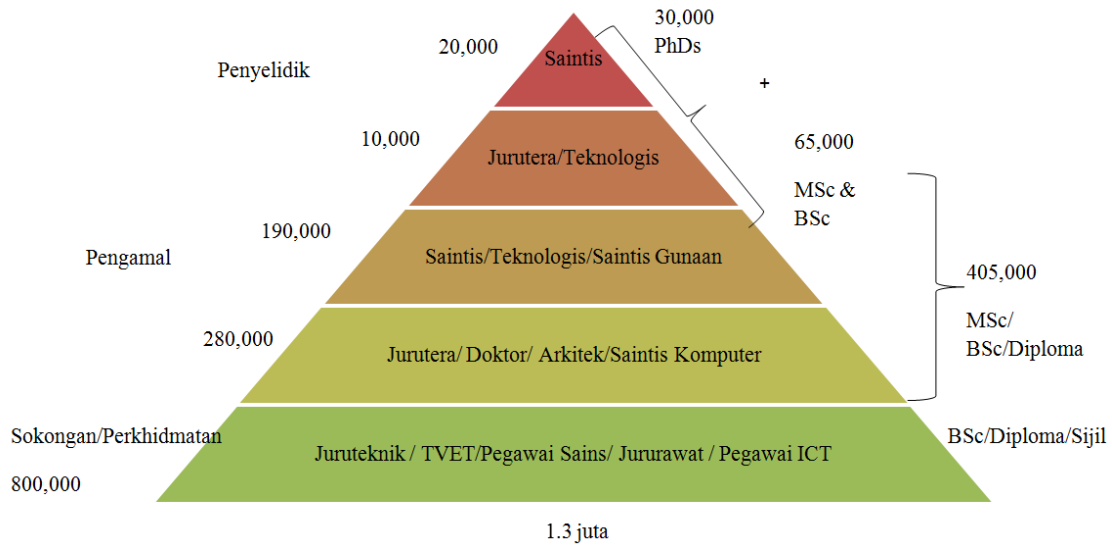 30,000
PhDs
20,000
Saintis
Penyelidik
+
10,000
65,000
Jurutera/Teknologis
MSc &
BSc
190,000
Pengamal
Saintis/Teknologis/Saintis Gunaan
405,000
280,000
MSc/
BSc/Diploma
Jurutera/ Doktor/ Arkitek/Saintis Komputer
Sokongan/Perkhidmatan
BSc/Diploma/Sijil
Juruteknik / TVET/Pegawai Sains/ Jururawat / Pegawai ICT
800,000
1.3 juta